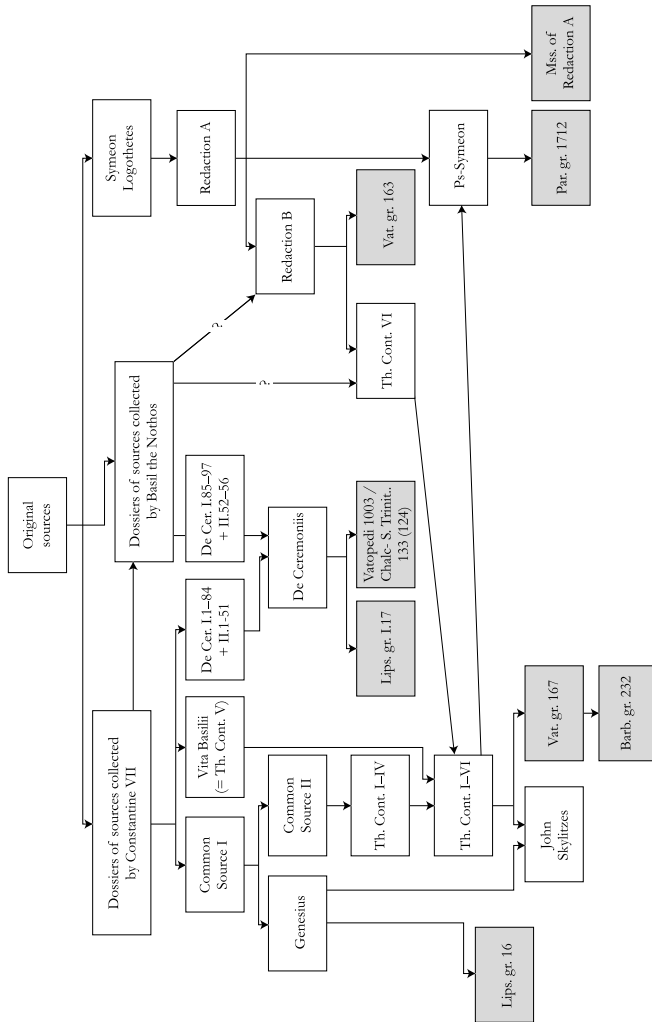 Original
sources
Dossiers of sources collected
by Constantine VII
Dossiers of sources collected
by Basil the Nothos
Symeon
Logothetes
Common
Source I
Vita Basilii
(= Th. Cont. V)
De Cer. I.1–84
+ II.1-51
De Cer. I.85–97
+ II.52–56
Redaction A
?
?
Genesius
Common
Source II
De Ceremoniis
Redaction B
Th. Cont. I–IV
Lips. gr. I.17
Vatopedi 1003 /
Chalc- S. Trinit..
133 (124)
Th. Cont. VI
Vat. gr. 163
Th. Cont. I–VI
Ps-Symeon
Lips. gr. 16
John
Skylitzes
Vat. gr. 167
Par. gr. 1712
Mss. of
Redaction A
Barb. gr. 232